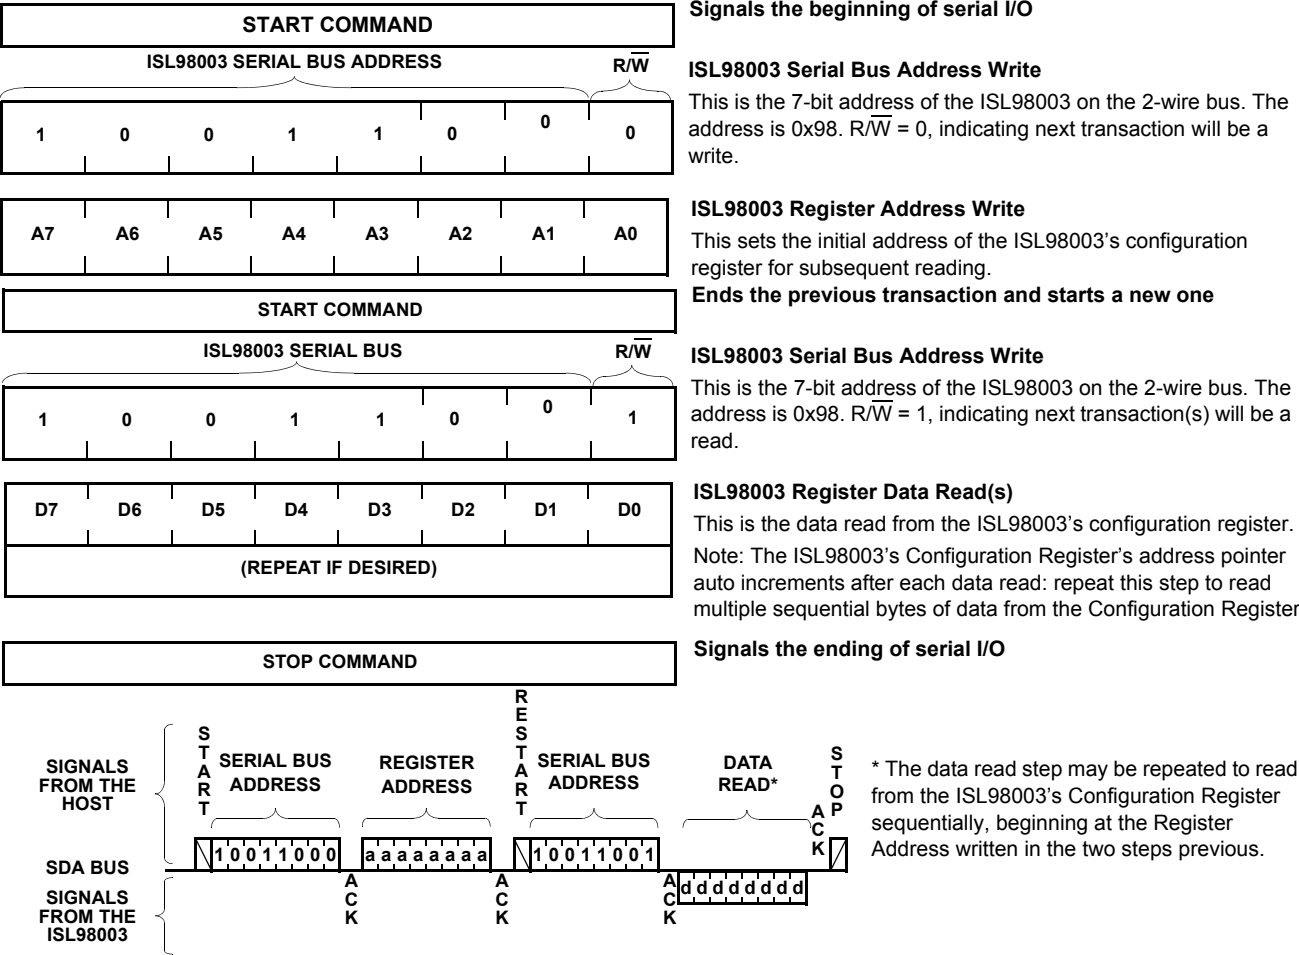 START COMMAND
Signals the beginning of serial I/O
ISL98003 SERIAL BUS ADDRESS
R/W
1 0 0 1 1 0 0 0
ISL98003 Serial Bus Address Write
This is the 7-bit address of the ISL98003 on the 2-wire bus. The
address is 0x98. R/W = 0, indicating next transaction will be a
write.
A7 A6 A5 A4 A3 A2 A1 A0
ISL98003 Register Address Write
This sets the initial address of the ISL98003's configuration
register for subsequent reading.
START COMMAND
Ends the previous transaction and starts a new one
ISL98003 SERIAL BUS
R/W
1 0 0 1 1 0 0 1
ISL98003 Serial Bus Address Write
This is the 7-bit address of the ISL98003 on the 2-wire bus. The
address is 0x98. R/W = 1, indicating next transaction(s) will be a
read.
D7 D6 D5 D4 D3 D2 D1 D0
(REPEAT IF DESIRED)
ISL98003 Register Data Read(s)
This is the data read from the ISL98003's configuration register.
Note: The ISL98003's Configuration Register's address pointer
auto increments after each data read: repeat this step to read
multiple sequential bytes of data from the Configuration Register
STOP COMMAND
Signals the ending of serial I/O
SIGNALS
FROM THE
HOST
START
SERIAL BUS
ADDRESS
REGISTER
ADDRESS
RESTART
SERIAL BUS
ADDRESS
DATA
READ*
ACK
STOP
* The data read step may be repeated to read
from the ISL98003's Configuration Register
sequentially, beginning at the Register
Address written in the two steps previous.
SDA BUS
1 0 0 1 1 0 0 0
a a a a a a a a
1 0 0 1 1 0 0 1
SIGNALS
FROM THE
ISL98003
ACK
ACK
ACK
d d d d d d d d